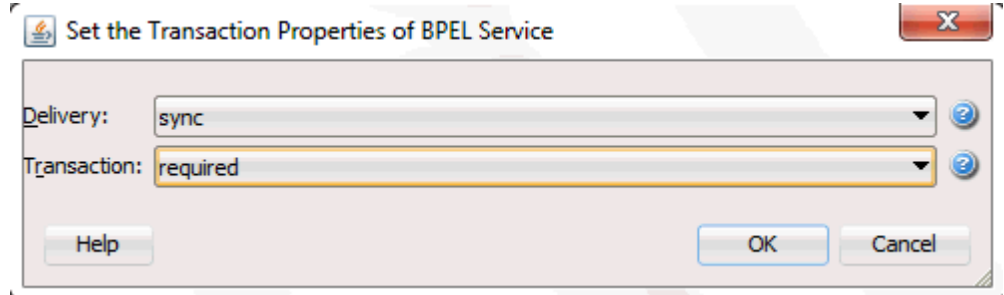 Set the Transaction Properties of BPEL Service
Delivery: sync
Transaction: required
Help OK Cancel